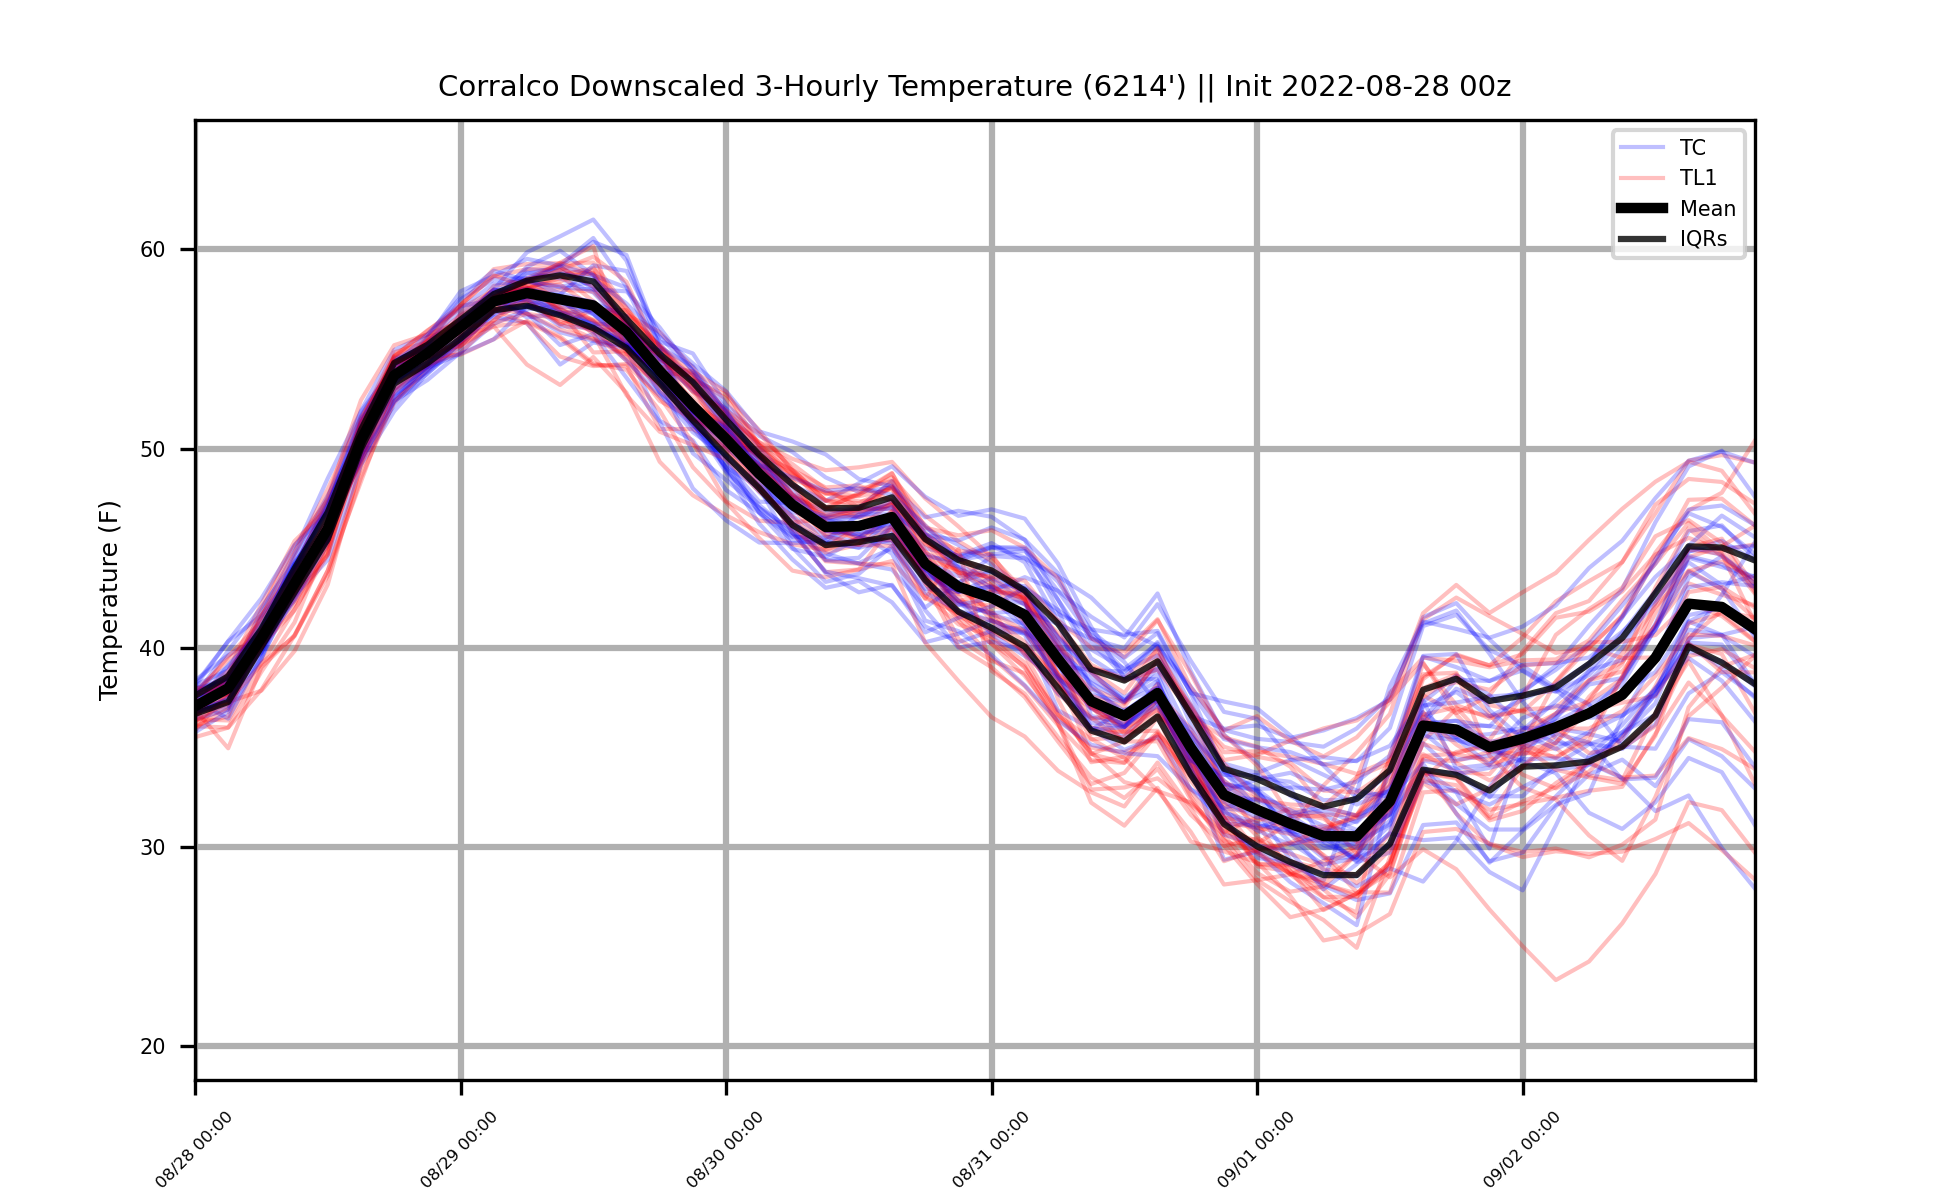 Corralco Downscaled 3-Hourly Temperature (6214') || Init 2022-08-28 00z
TC
TL1
Mean
IQRs
Temperature (F)
60
50
40
30
20
08/28 00:00
08/29 00:00
08/30 00:00
08/31 00:00
09/01 00:00
09/02 00:00